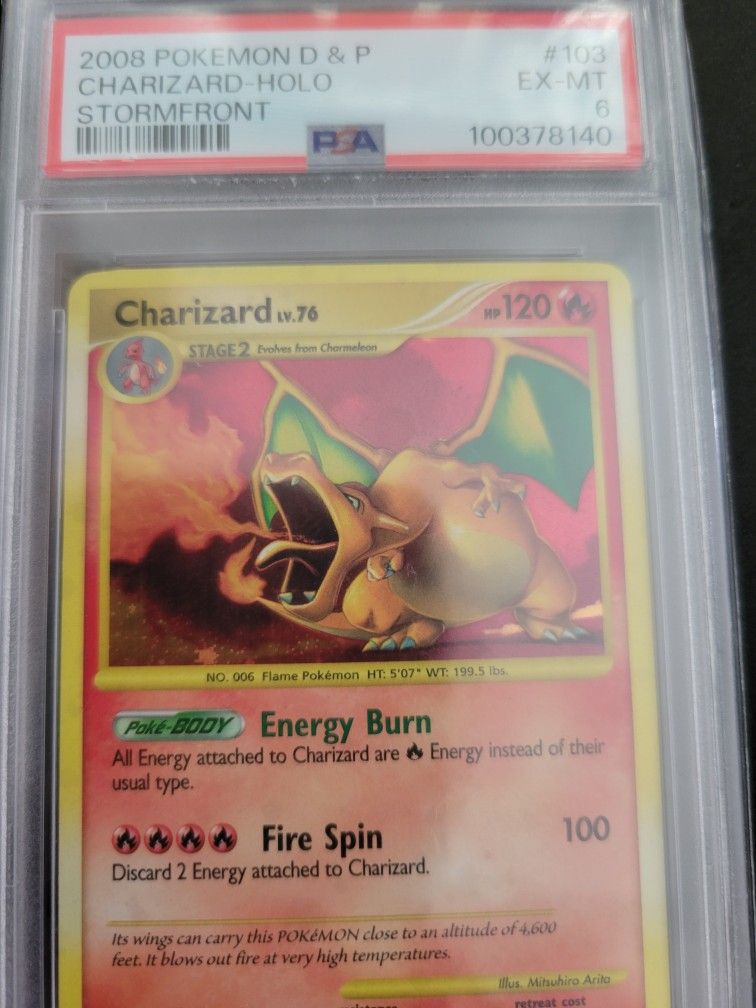 2008 POKEMON D & P #103
CHARIZARD-HOLO EX-MT
STORMFRONT 6
PSA 100378140
Charizard LV.76 HP 120
STAGE2 Evolves from Charmeleon
NO. 006 Flame Pokémon HT: 5'07" WT: 199.5 lbs.
Poké-BODY Energy Burn
All Energy attached to Charizard are Energy instead of their
usual type.
Fire Spin 100
Discard 2 Energy attached to Charizard.
Its wings can carry this POKéMON close to an altitude of 4,600
feet. It blows out fire at very high temperatures.
Illus. Mitsuhiro Arita
retreat cost